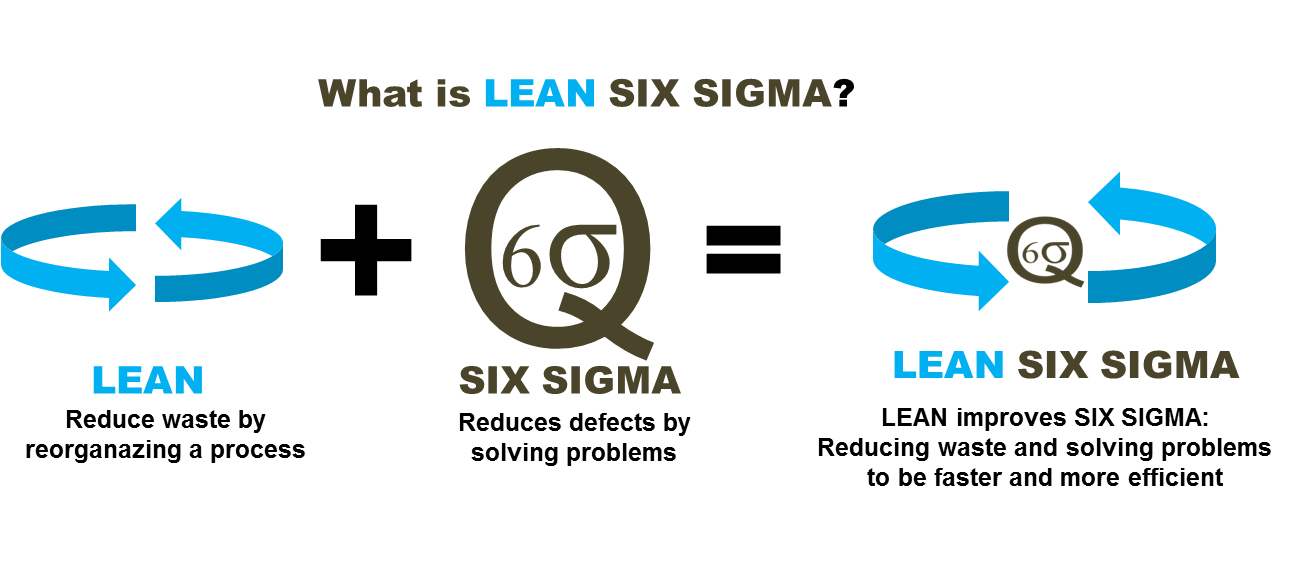 What is LEAN SIX SIGMA?
6σ
6σ
LEAN
Reduce waste by
reorganazing a process
SIX SIGMA
Reduces defects by
solving problems
LEAN SIX SIGMA
LEAN improves SIX SIGMA:
Reducing waste and solving problems
to be faster and more efficient